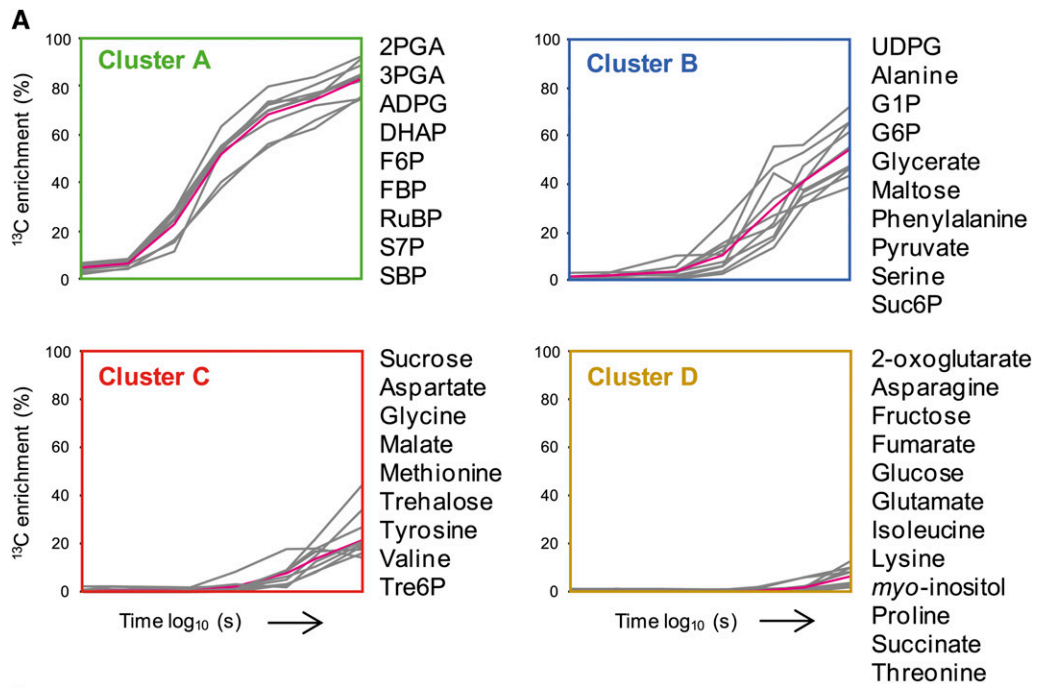 A
100
80
60
40
20
0
¹³C enrichment (%)
Cluster A
2PGA
3PGA
ADPG
DHAP
F6P
FBP
RuBP
S7P
SBP
100
80
60
40
20
0
¹³C enrichment (%)
Cluster B
UDPG
Alanine
G1P
G6P
Glycerate
Maltose
Phenylalanine
Pyruvate
Serine
Suc6P
100
80
60
40
20
0
¹³C enrichment (%)
Cluster C
Time log₁₀ (s)
Sucrose
Aspartate
Glycine
Malate
Methionine
Trehalose
Tyrosine
Valine
Tre6P
100
80
60
40
20
0
¹³C enrichment (%)
Cluster D
Time log₁₀ (s)
2-oxoglutarate
Asparagine
Fructose
Fumarate
Glucose
Glutamate
Isoleucine
Lysine
myo-inositol
Proline
Succinate
Threonine